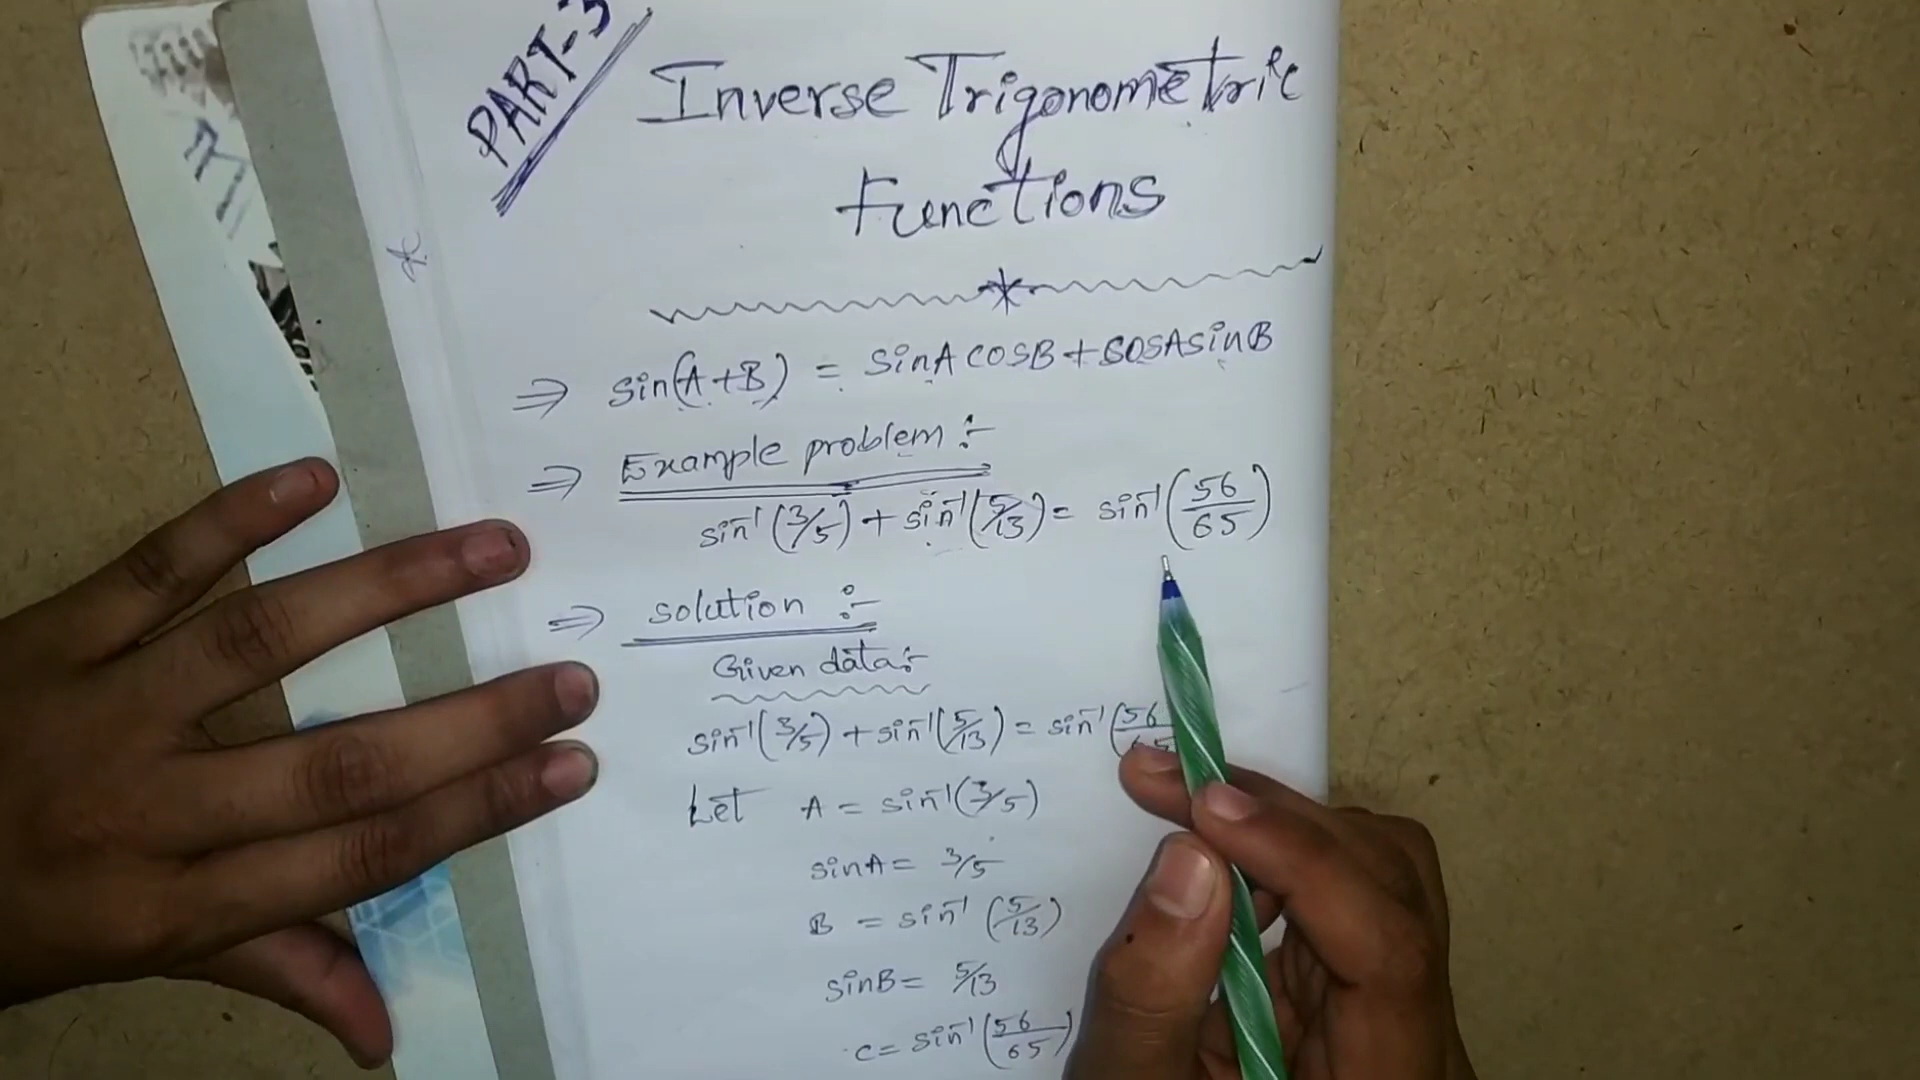 PART-3
Inverse Trigonometric
Functions
⇒ sin(A+B) = sinA cosB + cosA sinB
⇒ Example problem :-
sin⁻¹(3/5) + sin⁻¹(5/13) = sin⁻¹(56/65)
⇒ solution :-
Given data:-
sin⁻¹(3/5) + sin⁻¹(5/13) = sin⁻¹(56/65
Let A = sin⁻¹(3/5)
sinA = 3/5
B = sin⁻¹(5/13)
sinB = 5/13
C = sin⁻¹(56/65)